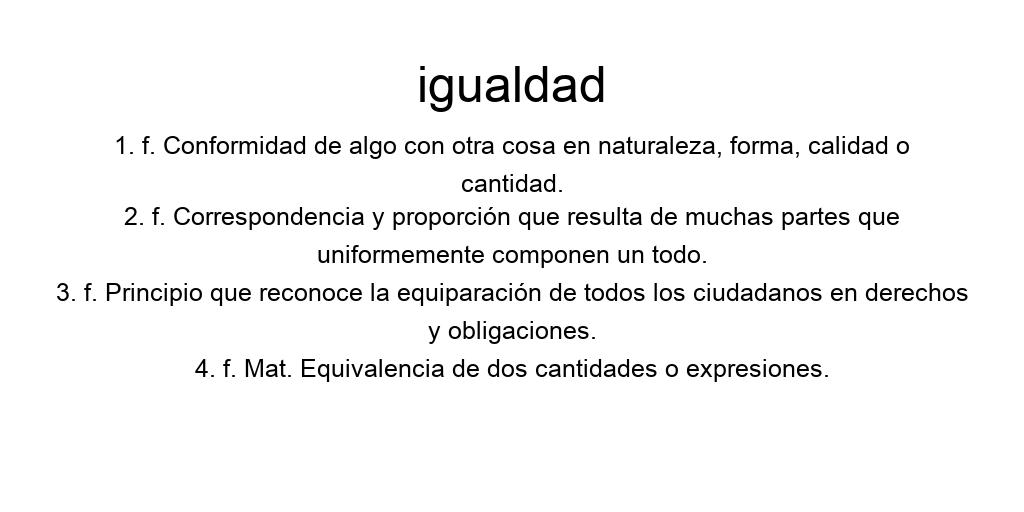 igualdad
1. f. Conformidad de algo con otra cosa en naturaleza, forma, calidad o
cantidad.
2. f. Correspondencia y proporción que resulta de muchas partes que
uniformemente componen un todo.
3. f. Principio que reconoce la equiparación de todos los ciudadanos en derechos
y obligaciones.
4. f. Mat. Equivalencia de dos cantidades o expresiones.